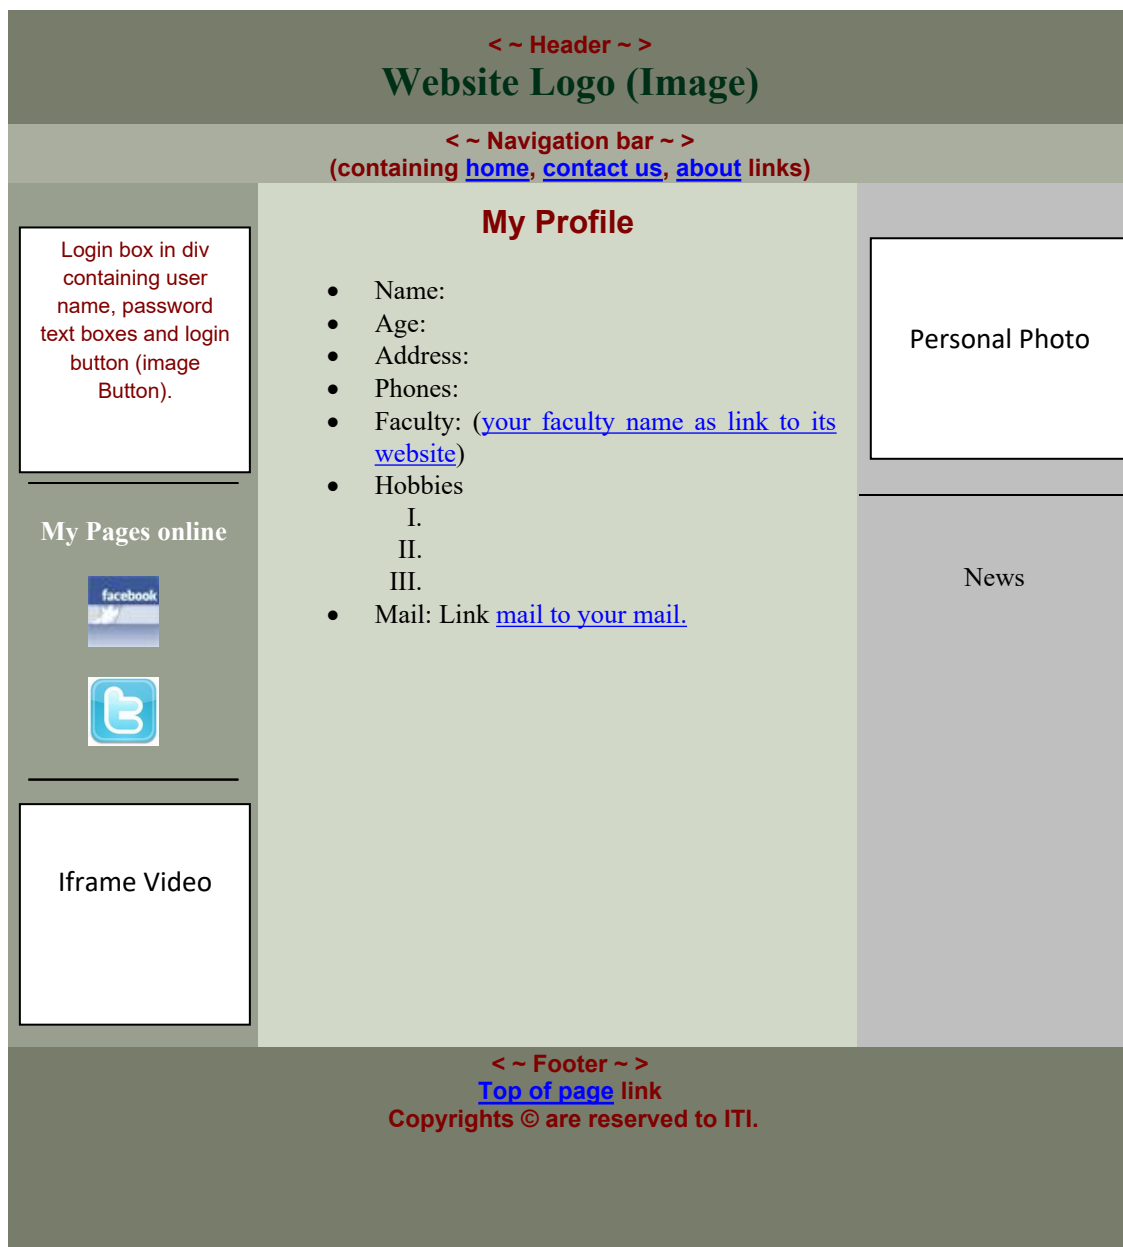 < ~ Header ~ >
Website Logo (Image)
< ~ Navigation bar ~ >
(containing home, contact us, about links)
Login box in div
containing user
name, password
text boxes and login
button (image
Button).
My Pages online
facebook
Iframe Video
My Profile
• Name:
• Age:
• Address:
• Phones:
• Faculty: (your faculty name as link to its
website)
• Hobbies
I.
II.
III.
• Mail: Link mail to your mail.
Personal Photo
News
< ~ Footer ~ >
Top of page link
Copyrights © are reserved to ITI.